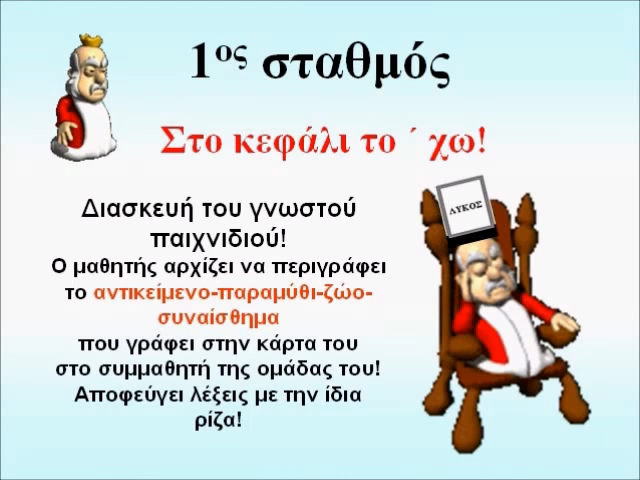 1ος σταθμός
Στο κεφάλι το ΄ χω!
Διασκευή του γνωστού
παιχνιδιού!
Ο μαθητής αρχίζει να περιγράφει
το αντικείμενο-παραμύθι-ζώο-
συναίσθημα
που γράφει στην κάρτα του
στο συμμαθητή της ομάδας του!
Αποφεύγει λέξεις με την ίδια
ρίζα!
ΛΥΚΟΣ